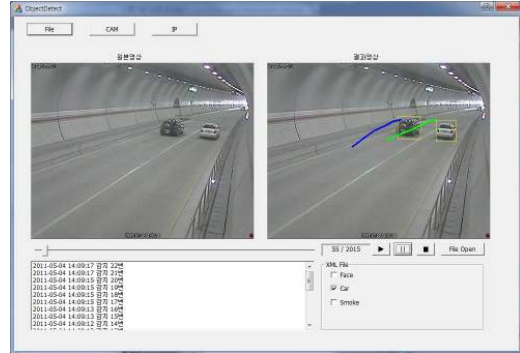 ObjectDetect
File
CAM
IP
원본영상
결과영상
55 / 2015
File Open
2011-05-04 14:09:17 감지 22번
2011-05-04 14:09:17 감지 21번
2011-05-04 14:09:15 감지 20번
2011-05-04 14:09:15 감지 19번
2011-05-04 14:09:15 감지 18번
2011-05-04 14:09:15 감지 17번
2011-05-04 14:09:13 감지 16번
2011-05-04 14:09:13 감지 15번
2011-05-04 14:09:12 감지 14번
XML File
Face
Car
Smoke